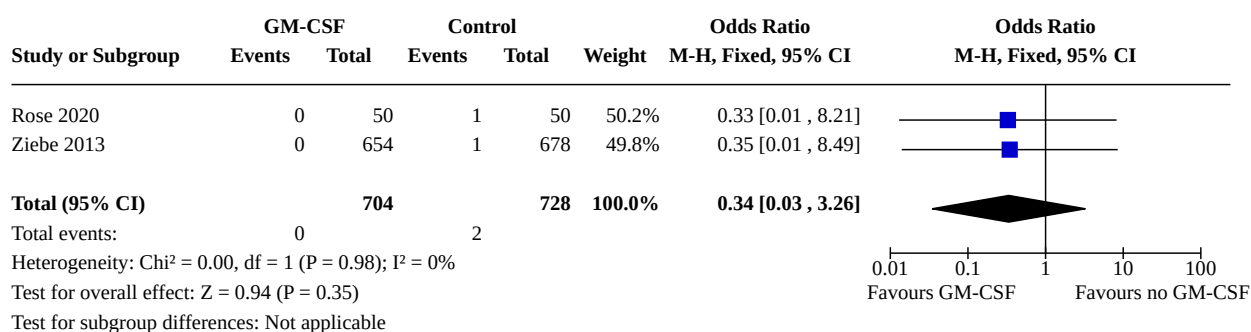 GM-CSF Control Odds Ratio Odds Ratio
Study or Subgroup Events Total Events Total Weight M-H, Fixed, 95% CI M-H, Fixed, 95% CI
Rose 2020 0 50 1 50 50.2% 0.33 [0.01 , 8.21]
Ziebe 2013 0 654 1 678 49.8% 0.35 [0.01 , 8.49]
Total (95% CI) 704 728 100.0% 0.34 [0.03 , 3.26]
Total events: 0 2
Heterogeneity: Chi² = 0.00, df = 1 (P = 0.98); I² = 0%
0.01 0.1 1 10 100
Test for overall effect: Z = 0.94 (P = 0.35)
Favours GM-CSF Favours no GM-CSF
Test for subgroup differences: Not applicable